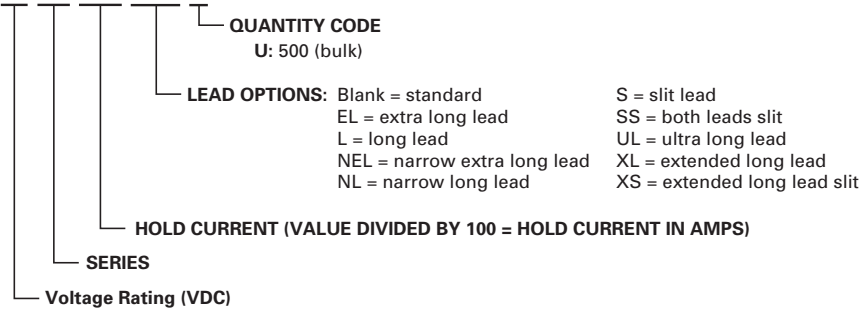 QUANTITY CODE
U: 500 (bulk)
LEAD OPTIONS: Blank = standard S = slit lead
EL = extra long lead SS = both leads slit
L = long lead UL = ultra long lead
NEL = narrow extra long lead XL = extended long lead
NL = narrow long lead XS = extended long lead slit
HOLD CURRENT (VALUE DIVIDED BY 100 = HOLD CURRENT IN AMPS)
SERIES
Voltage Rating (VDC)